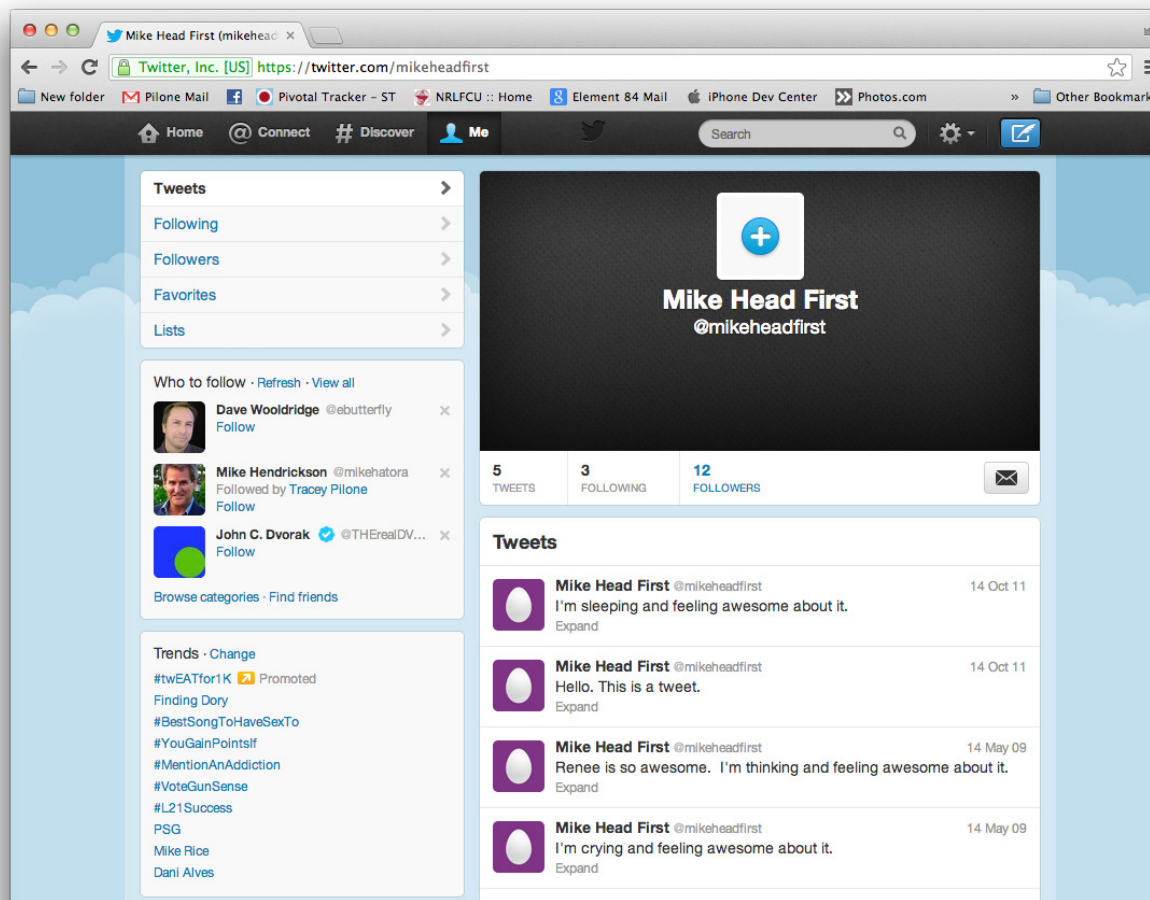 Mike Head First (mikehead
Twitter, Inc. [US] https://twitter.com/mikeheadfirst
New folder Pilone Mail Pivotal Tracker – ST NRLFCU :: Home Element 84 Mail iPhone Dev Center Photos.com » Other Bookmark
Home Connect Discover Me Search
Tweets
Following
Followers
Favorites
Lists
Who to follow · Refresh · View all
Dave Wooldridge @ebutterfly
Follow
Mike Hendrickson @mikehatora
Followed by Tracey Pilone
Follow
John C. Dvorak @THErealDV...
Follow
Browse categories · Find friends
Trends · Change
#twEATfor1K Promoted
Finding Dory
#BestSongToHaveSexTo
#YouGainPointsIf
#MentionAnAddiction
#VoteGunSense
#L21Success
PSG
Mike Rice
Dani Alves
Mike Head First
@mikeheadfirst
5 3 12
TWEETS FOLLOWING FOLLOWERS
Tweets
Mike Head First @mikeheadfirst 14 Oct 11
I'm sleeping and feeling awesome about it.
Expand
Mike Head First @mikeheadfirst 14 Oct 11
Hello. This is a tweet.
Expand
Mike Head First @mikeheadfirst 14 May 09
Renee is so awesome. I'm thinking and feeling awesome about it.
Expand
Mike Head First @mikeheadfirst 14 May 09
I'm crying and feeling awesome about it.
Expand